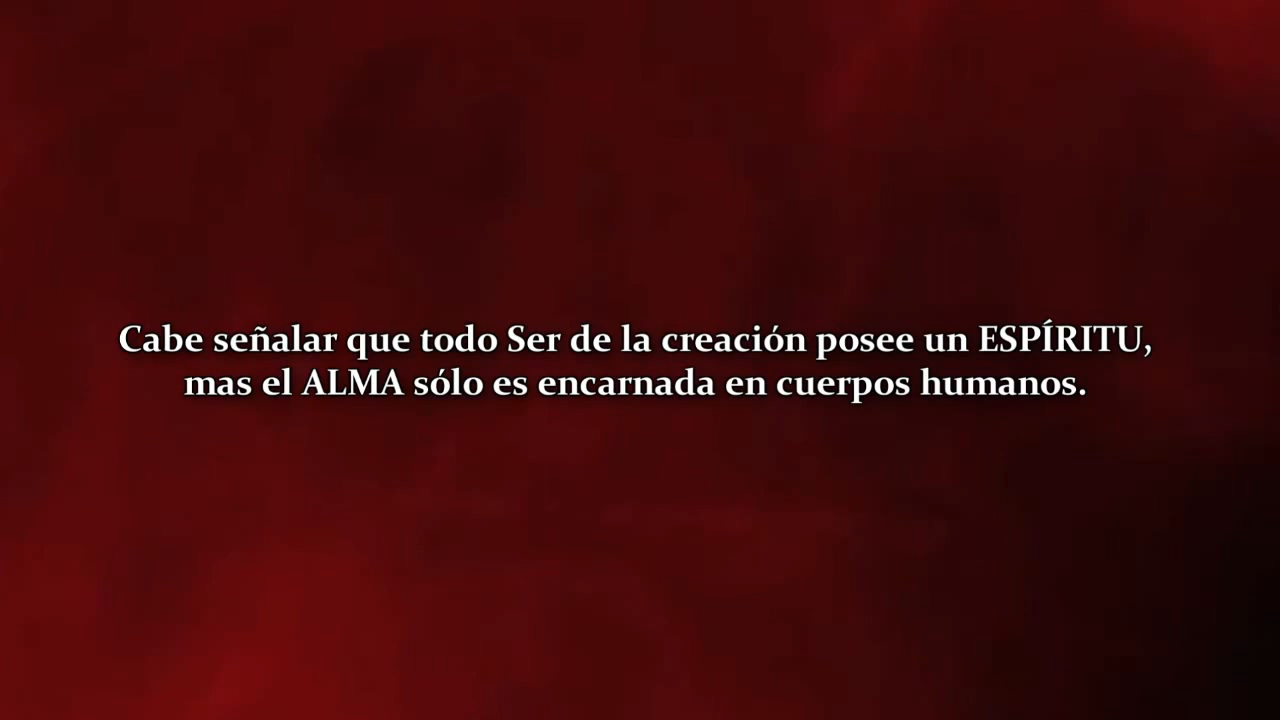 Cabe señalar que todo Ser de la creación posee un ESPÍRITU,
mas el ALMA sólo es encarnada en cuerpos humanos.